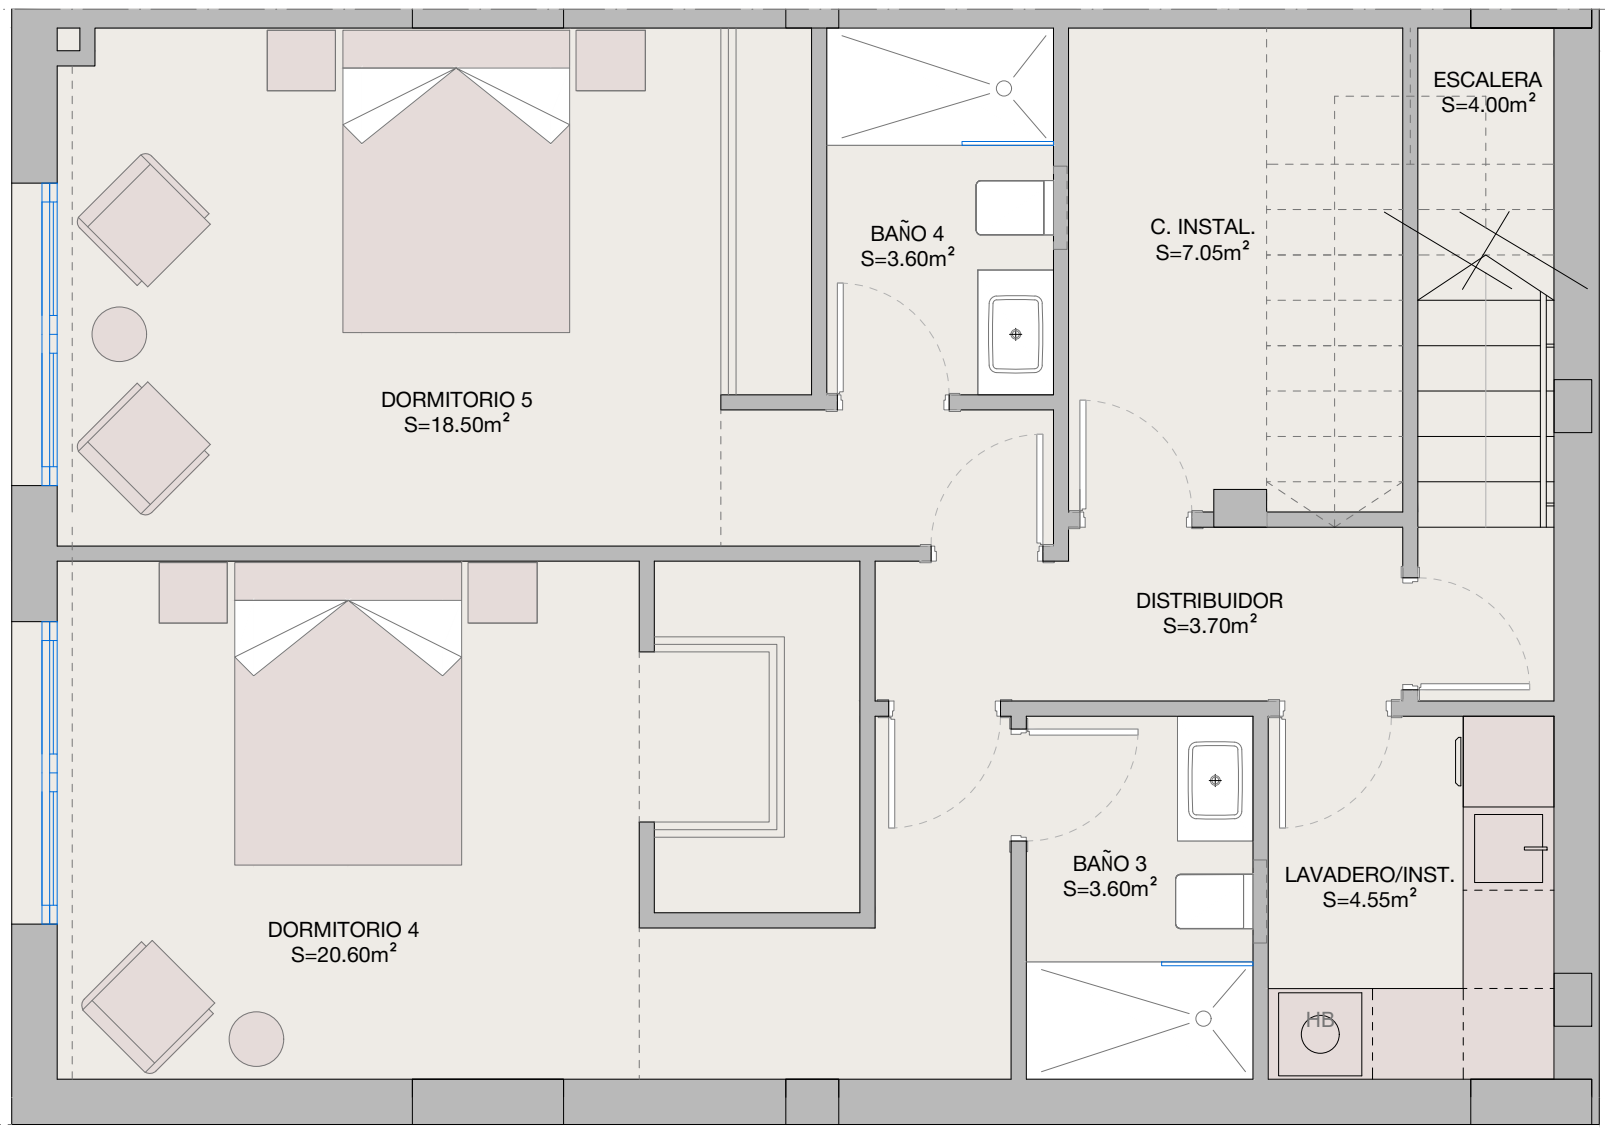 ESCALERA
S=4.00m²
BAÑO 4
S=3.60m²
C. INSTAL.
S=7.05m²
DORMITORIO 5
S=18.50m²
DISTRIBUIDOR
S=3.70m²
BAÑO 3
S=3.60m²
LAVADERO/INST.
S=4.55m²
DORMITORIO 4
S=20.60m²
HB